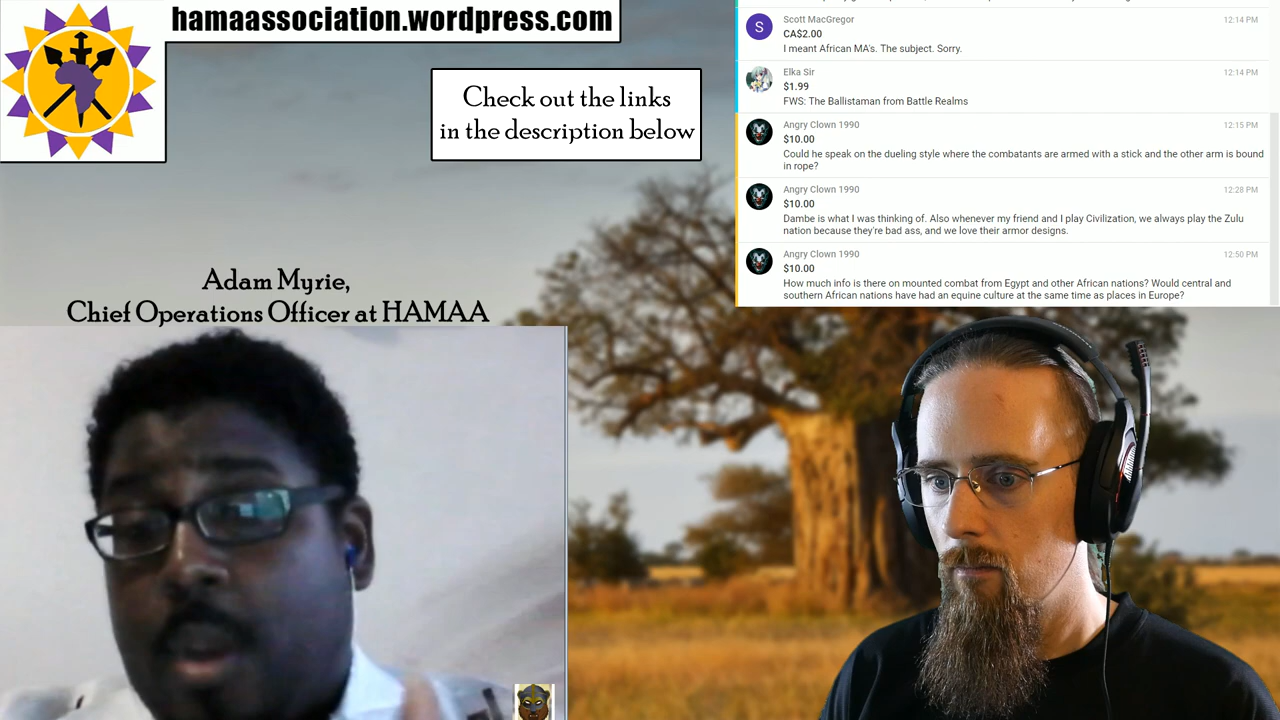 hamaassociation.wordpress.com
Check out the links
in the description below
Adam Myrie,
Chief Operations Officer at HAMAA
S
Scott MacGregor
12:14 PM
CA$2.00
I meant African MA's. The subject. Sorry.
Elka Sir
12:14 PM
$1.99
FWS: The Ballistaman from Battle Realms
Angry Clown 1990
12:15 PM
$10.00
Could he speak on the dueling style where the combatants are armed with a stick and the other arm is bound
in rope?
Angry Clown 1990
12:28 PM
$10.00
Dambe is what I was thinking of. Also whenever my friend and I play Civilization, we always play the Zulu
nation because they're bad ass, and we love their armor designs.
Angry Clown 1990
12:50 PM
$10.00
How much info is there on mounted combat from Egypt and other African nations? Would central and
southern African nations have had an equine culture at the same time as places in Europe?